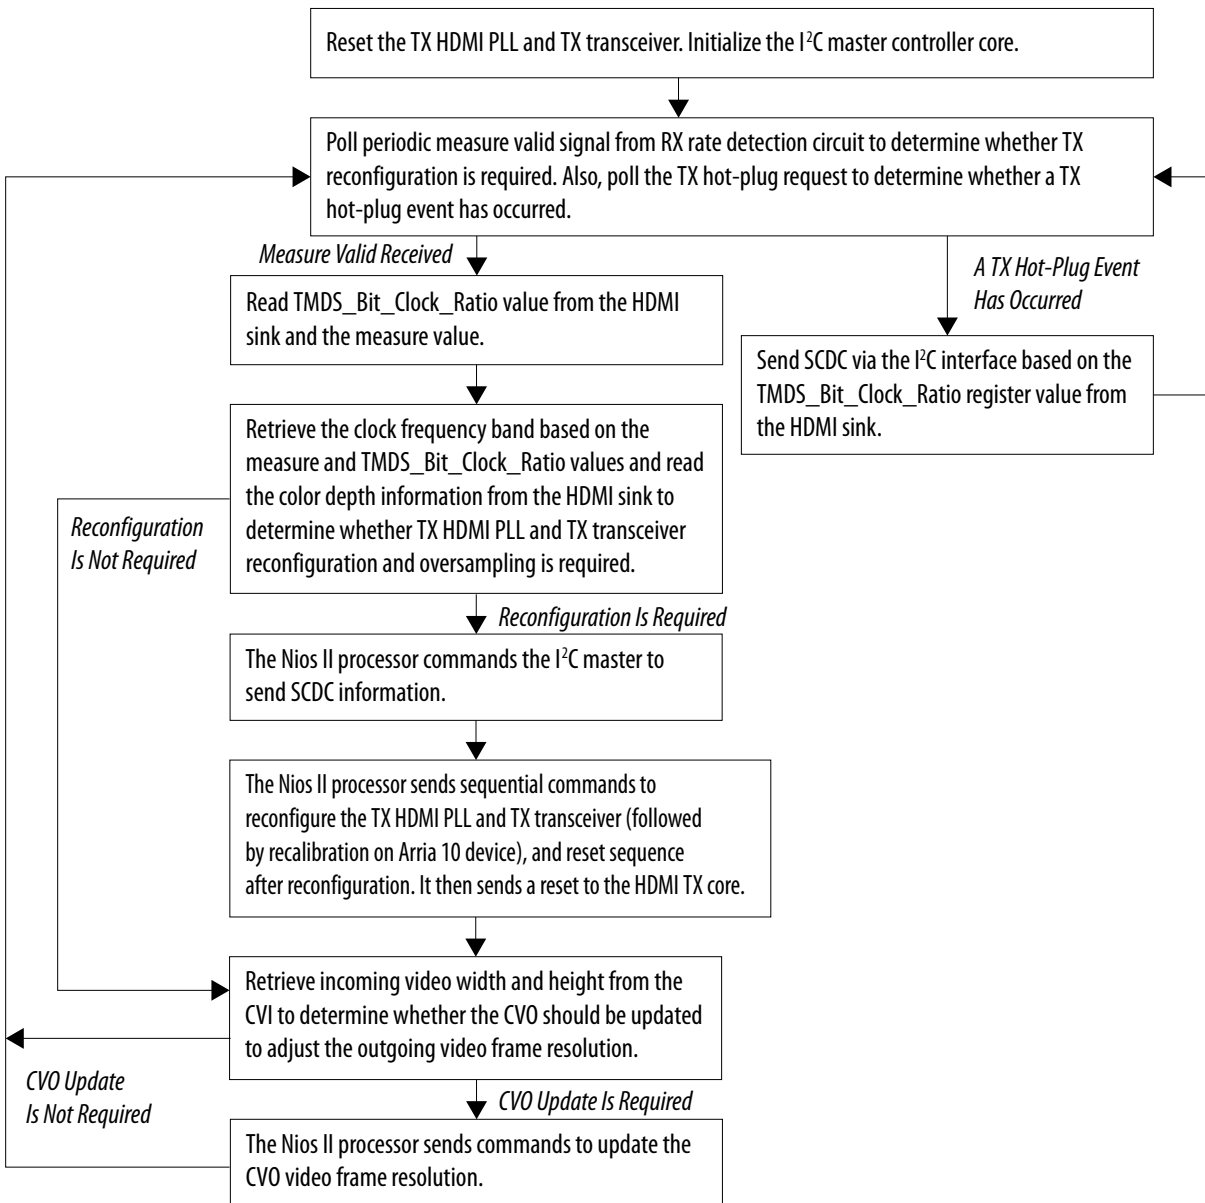 Reset the TX HDMI PLL and TX transceiver. Initialize the I²C master controller core.
Poll periodic measure valid signal from RX rate detection circuit to determine whether TX
reconfiguration is required. Also, poll the TX hot-plug request to determine whether a TX
hot-plug event has occurred.
Measure Valid Received
A TX Hot-Plug Event
Has Occurred
Read TMDS_Bit_Clock_Ratio value from the HDMI
sink and the measure value.
Send SCDC via the I²C interface based on the
TMDS_Bit_Clock_Ratio register value from
the HDMI sink.
Retrieve the clock frequency band based on the
measure and TMDS_Bit_Clock_Ratio values and read
the color depth information from the HDMI sink to
determine whether TX HDMI PLL and TX transceiver
reconfiguration and oversampling is required.
Reconfiguration
Is Not Required
Reconfiguration Is Required
The Nios II processor commands the I²C master to
send SCDC information.
The Nios II processor sends sequential commands to
reconfigure the TX HDMI PLL and TX transceiver (followed
by recalibration on Arria 10 device), and reset sequence
after reconfiguration. It then sends a reset to the HDMI TX core.
Retrieve incoming video width and height from the
CVI to determine whether the CVO should be updated
to adjust the outgoing video frame resolution.
CVO Update
Is Not Required
CVO Update Is Required
The Nios II processor sends commands to update the
CVO video frame resolution.